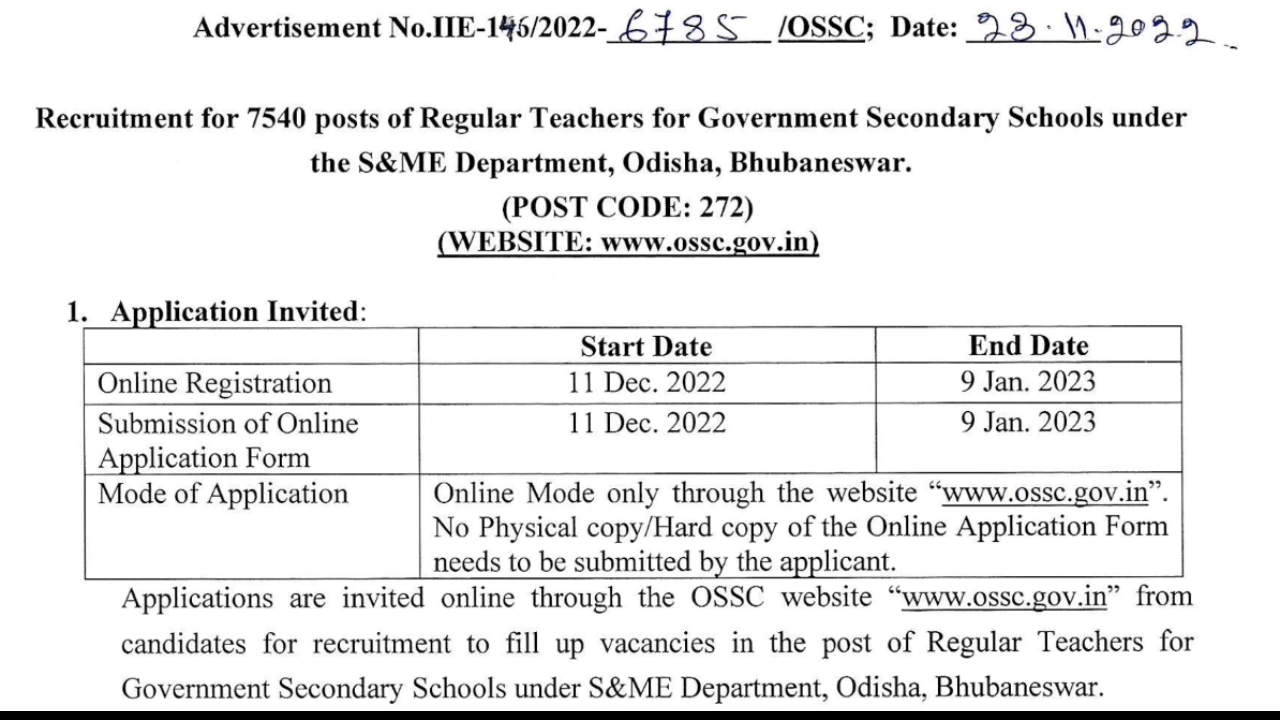 Advertisement No.IIE-146/2022- 6785 /OSSC; Date: 23.11.2022
Recruitment for 7540 posts of Regular Teachers for Government Secondary Schools under
the S&ME Department, Odisha, Bhubaneswar.
(POST CODE: 272)
(WEBSITE: www.ossc.gov.in)
1. Application Invited:
Start Date End Date
Online Registration 11 Dec. 2022 9 Jan. 2023
Submission of Online 11 Dec. 2022 9 Jan. 2023
Application Form
Mode of Application Online Mode only through the website “www.ossc.gov.in”.
No Physical copy/Hard copy of the Online Application Form
needs to be submitted by the applicant.
Applications are invited online through the OSSC website “www.ossc.gov.in” from
candidates for recruitment to fill up vacancies in the post of Regular Teachers for
Government Secondary Schools under S&ME Department, Odisha, Bhubaneswar.